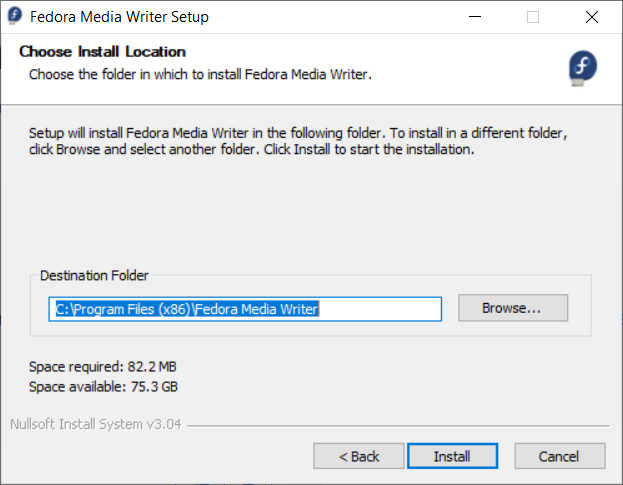 Fedora Media Writer Setup
Choose Install Location
Choose the folder in which to install Fedora Media Writer.
Setup will install Fedora Media Writer in the following folder. To install in a different folder,
click Browse and select another folder. Click Install to start the installation.
Destination Folder
C:\Program Files (x86)\Fedora Media Writer
Browse...
Space required: 82.2 MB
Space available: 75.3 GB
Nullsoft Install System v3.04
< Back
Install
Cancel